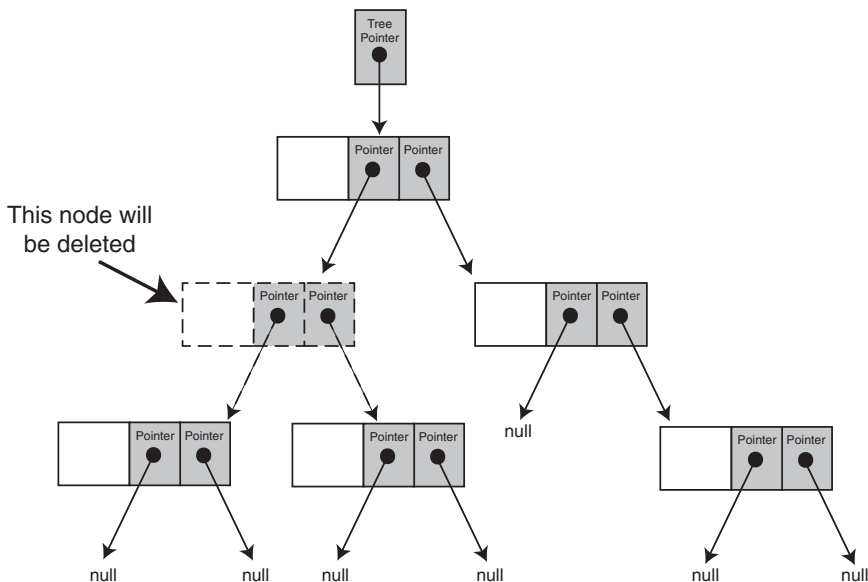 Tree
Pointer
Pointer Pointer
This node will
be deleted
Pointer Pointer
Pointer Pointer
Pointer Pointer
Pointer Pointer
null
Pointer Pointer
null null null null null null